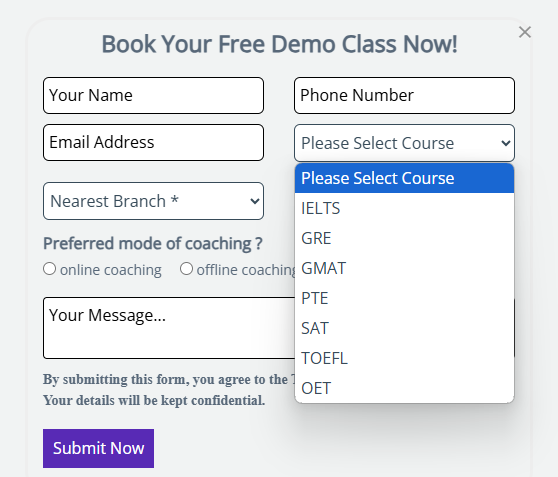 Book Your Free Demo Class Now!
Your Name
Phone Number
Email Address
Please Select Course
Please Select Course
IELTS
GRE
GMAT
PTE
SAT
TOEFL
OET
Nearest Branch *
Preferred mode of coaching ?
online coaching
offline coaching
Your Message...
By submitting this form, you agree to the
Your details will be kept confidential.
Submit Now